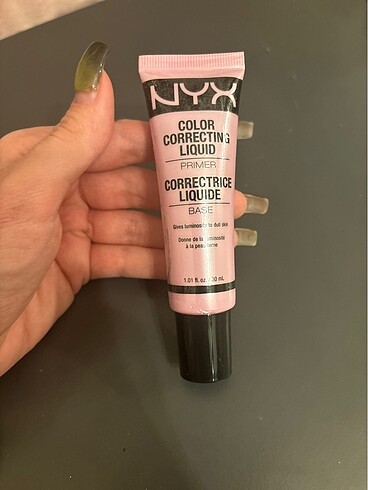 NYX
COLOR
CORRECTING
LIQUID
PRIMER
CORRECTRICE
LIQUIDE
BASE
Gives luminosity to dull skin
Donne de la luminosité
à la peau terne
1.01 fl. oz. / 30 mL